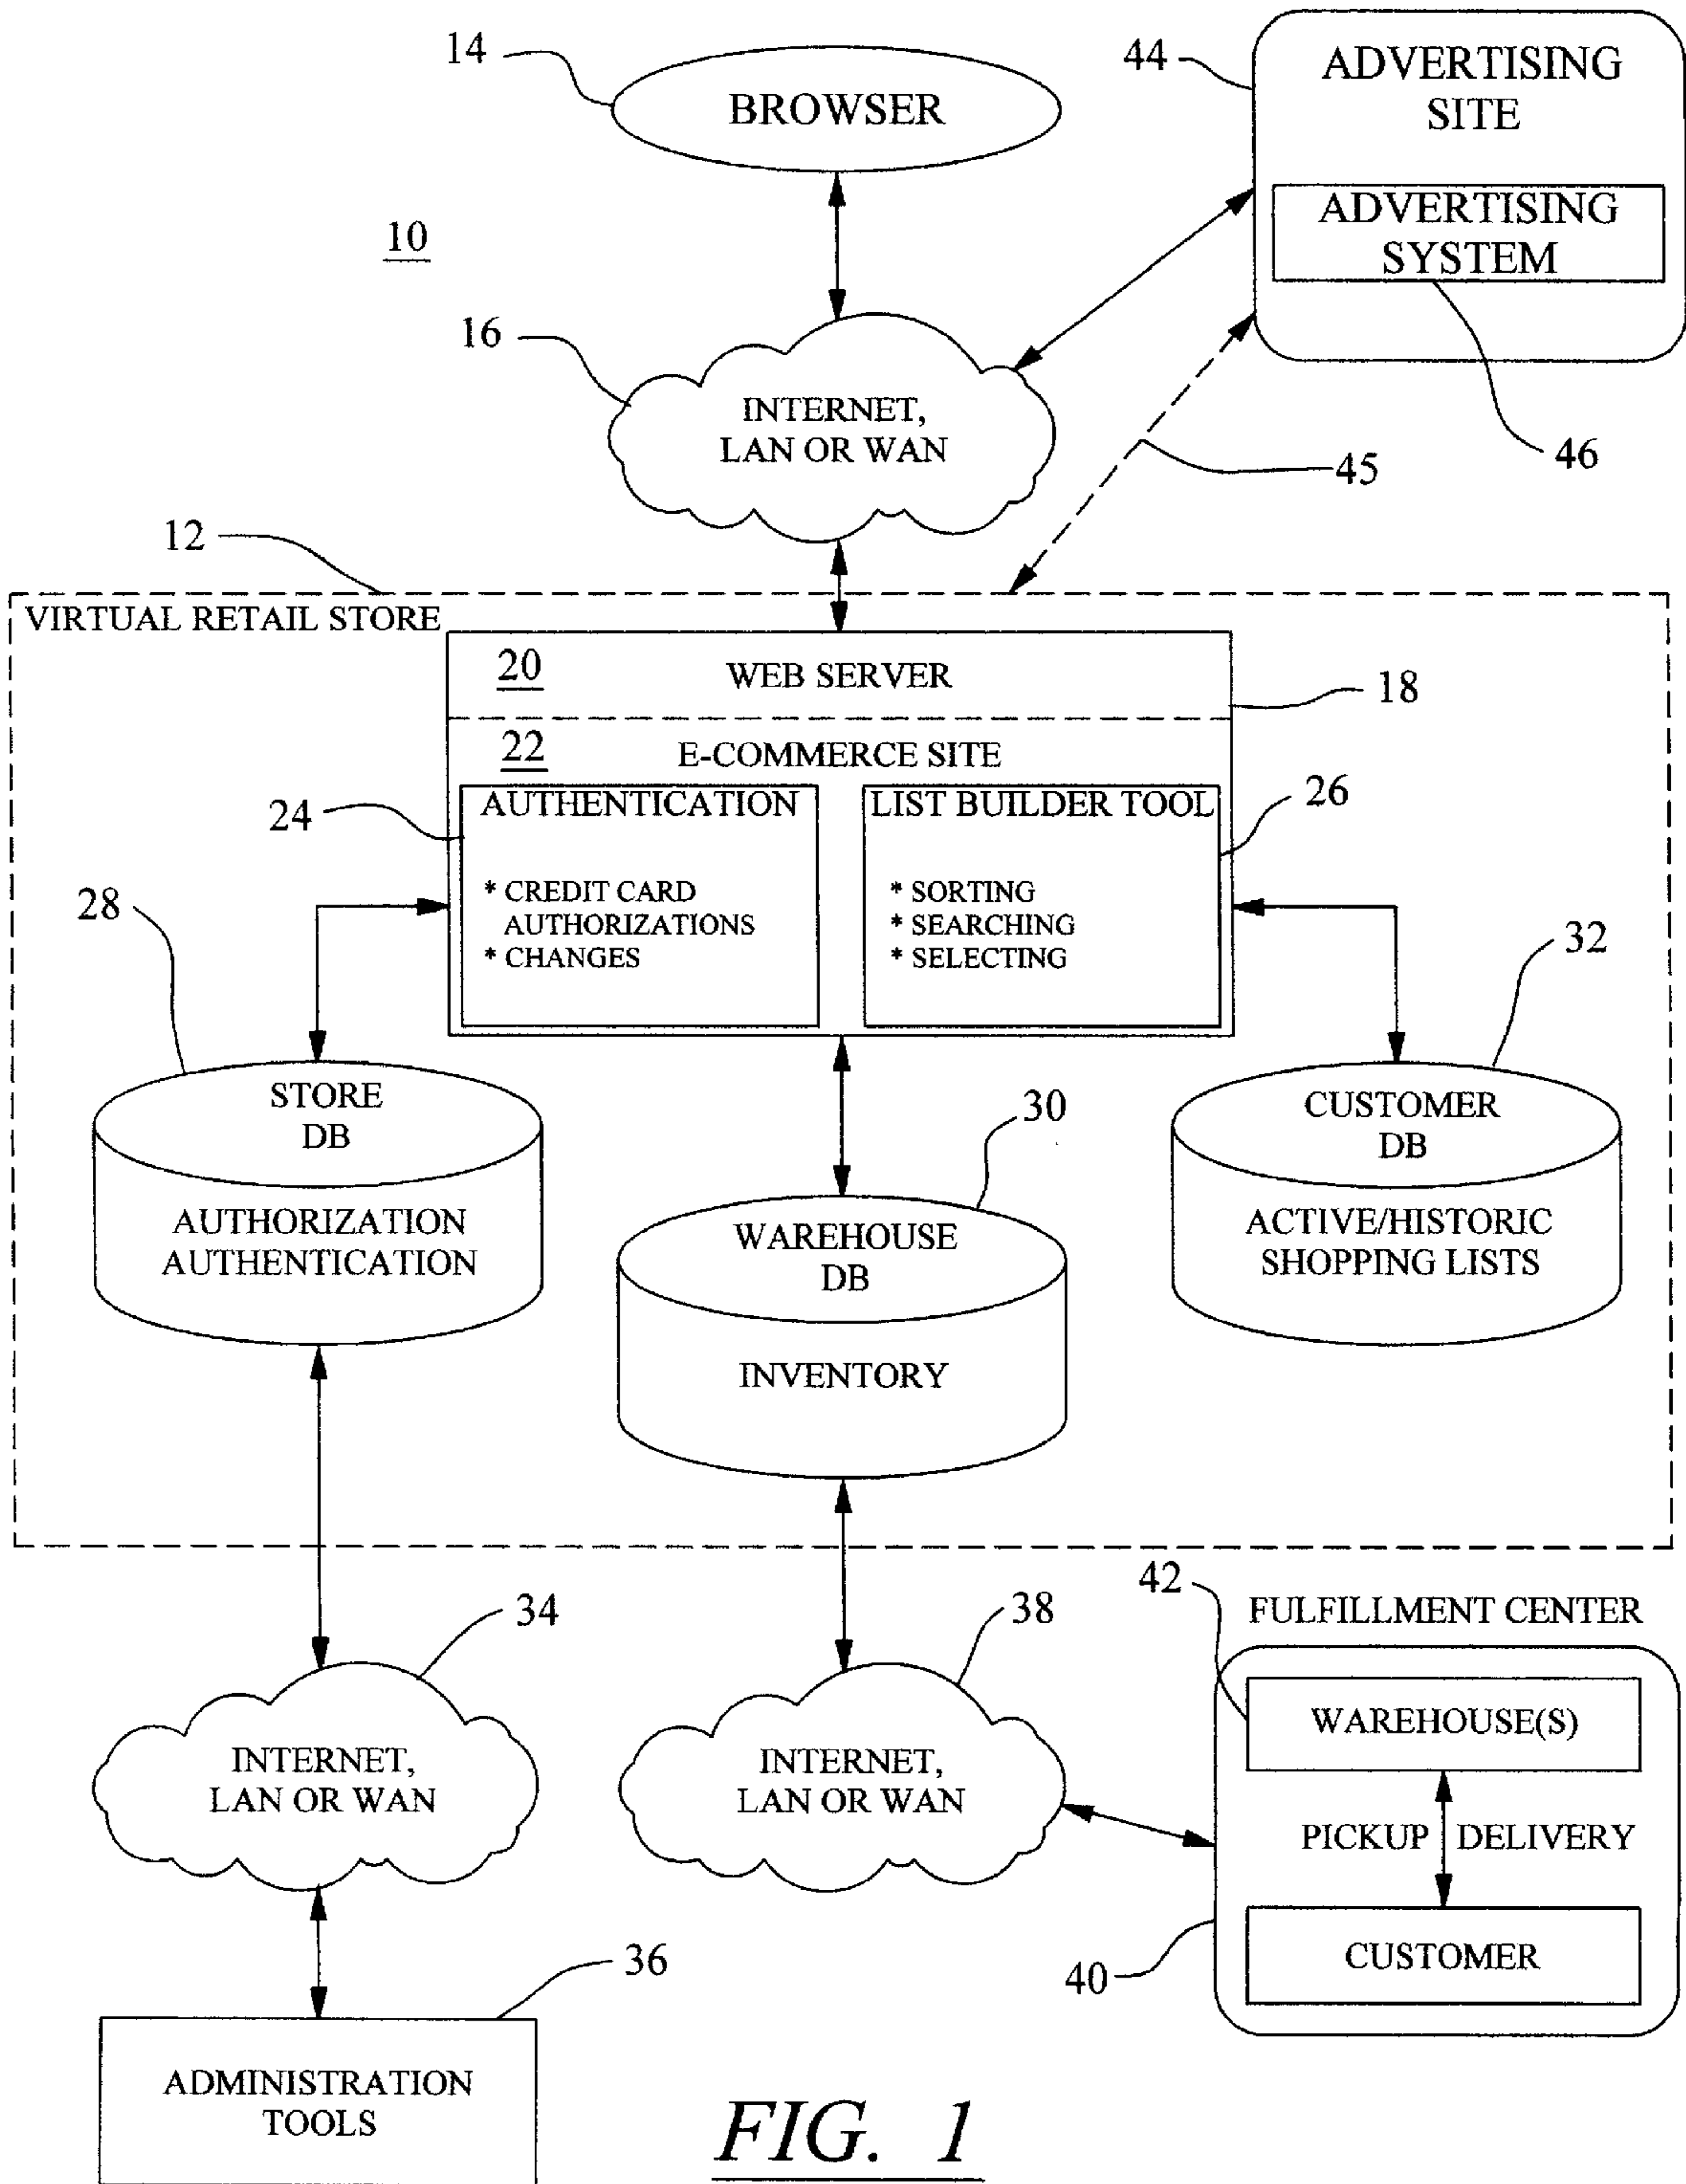 14
BROWSER
44
ADVERTISING
SITE
ADVERTISING
SYSTEM
10
16
INTERNET,
LAN OR WAN
45
46
12
VIRTUAL RETAIL STORE
20
WEB SERVER
18
22
E-COMMERCE SITE
24
AUTHENTICATION
* CREDIT CARD
AUTHORIZATIONS
* CHANGES
LIST BUILDER TOOL
* SORTING
* SEARCHING
* SELECTING
26
28
STORE
DB
AUTHORIZATION
AUTHENTICATION
30
WAREHOUSE
DB
INVENTORY
32
CUSTOMER
DB
ACTIVE/HISTORIC
SHOPPING LISTS
34
INTERNET,
LAN OR WAN
38
INTERNET,
LAN OR WAN
42
FULFILLMENT CENTER
WAREHOUSE(S)
PICKUP DELIVERY
CUSTOMER
40
36
ADMINISTRATION
TOOLS
FIG. 1